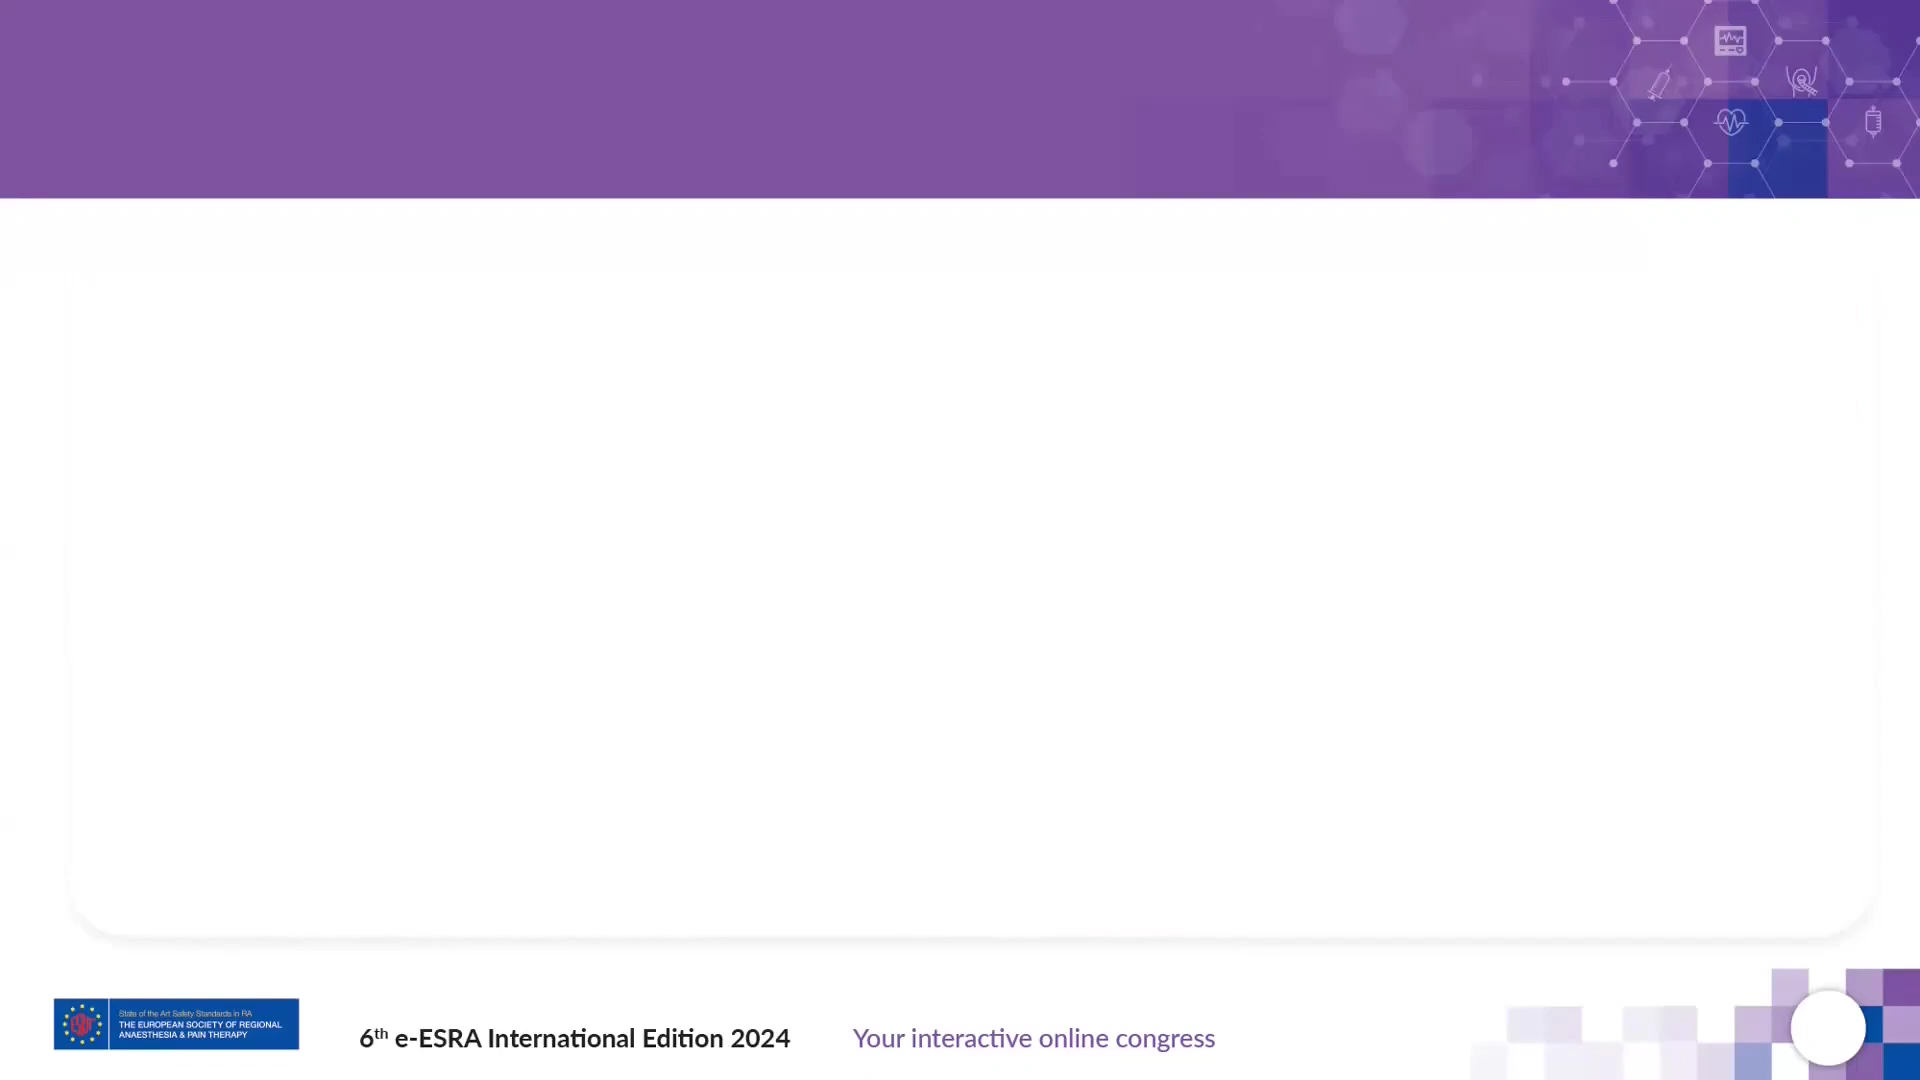 State of the Art Safety Standards in RA
THE EUROPEAN SOCIETY OF REGIONAL
ANAESTHESIA & PAIN THERAPY
ESRA
6th e-ESRA International Edition 2024
Your interactive online congress